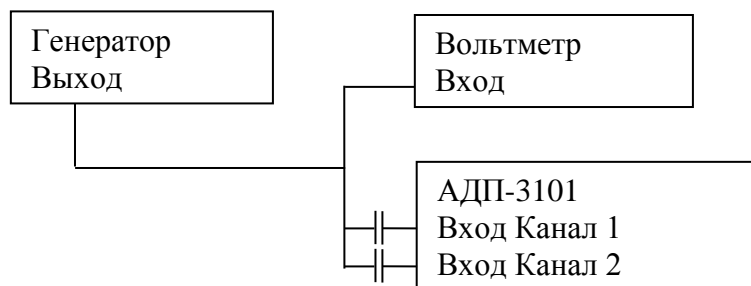 Генератор
Выход
Вольтметр
Вход
АДП-3101
Вход Канал 1
Вход Канал 2